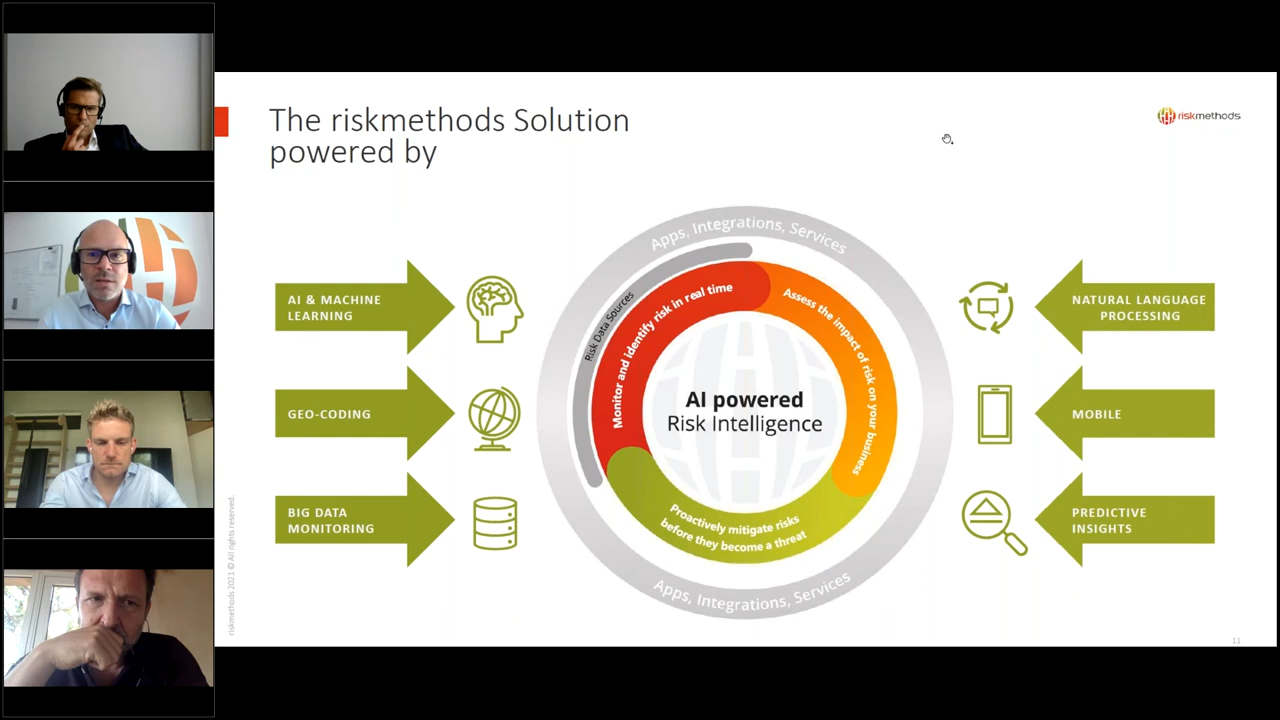 The riskmethods Solution
powered by
riskmethods
Apps, Integrations, Services
Risk Data Sources
Monitor and identify risk in real time
Assess the impact of risk on your business
Proactively mitigate risks
before they become a threat
AI powered
Risk Intelligence
Apps, Integrations, Services
AI & MACHINE
LEARNING
GEO-CODING
BIG DATA
MONITORING
NATURAL LANGUAGE
PROCESSING
MOBILE
PREDICTIVE
INSIGHTS
riskmethods 2021 © All rights reserved.
11